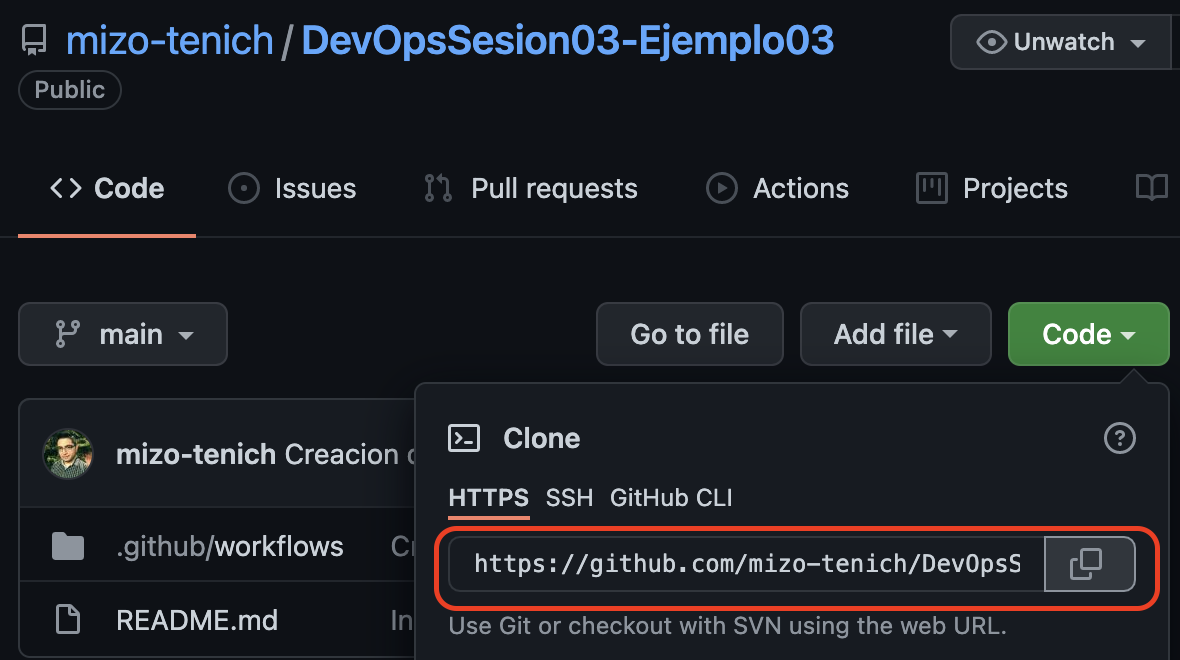 mizo-tenich / DevOpsSesion03-Ejemplo03
Unwatch
Public
Code Issues Pull requests Actions Projects
main Go to file Add file Code
Clone
mizo-tenich Creacion
HTTPS SSH GitHub CLI
.github/workflows
https://github.com/mizo-tenich/DevOpsS
README.md In
Use Git or checkout with SVN using the web URL.